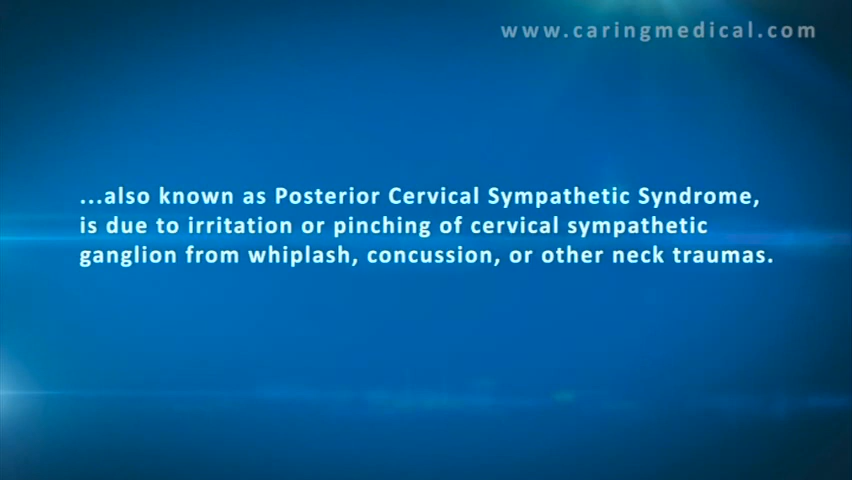 www.caringmedical.com
...also known as Posterior Cervical Sympathetic Syndrome,
is due to irritation or pinching of cervical sympathetic
ganglion from whiplash, concussion, or other neck traumas.